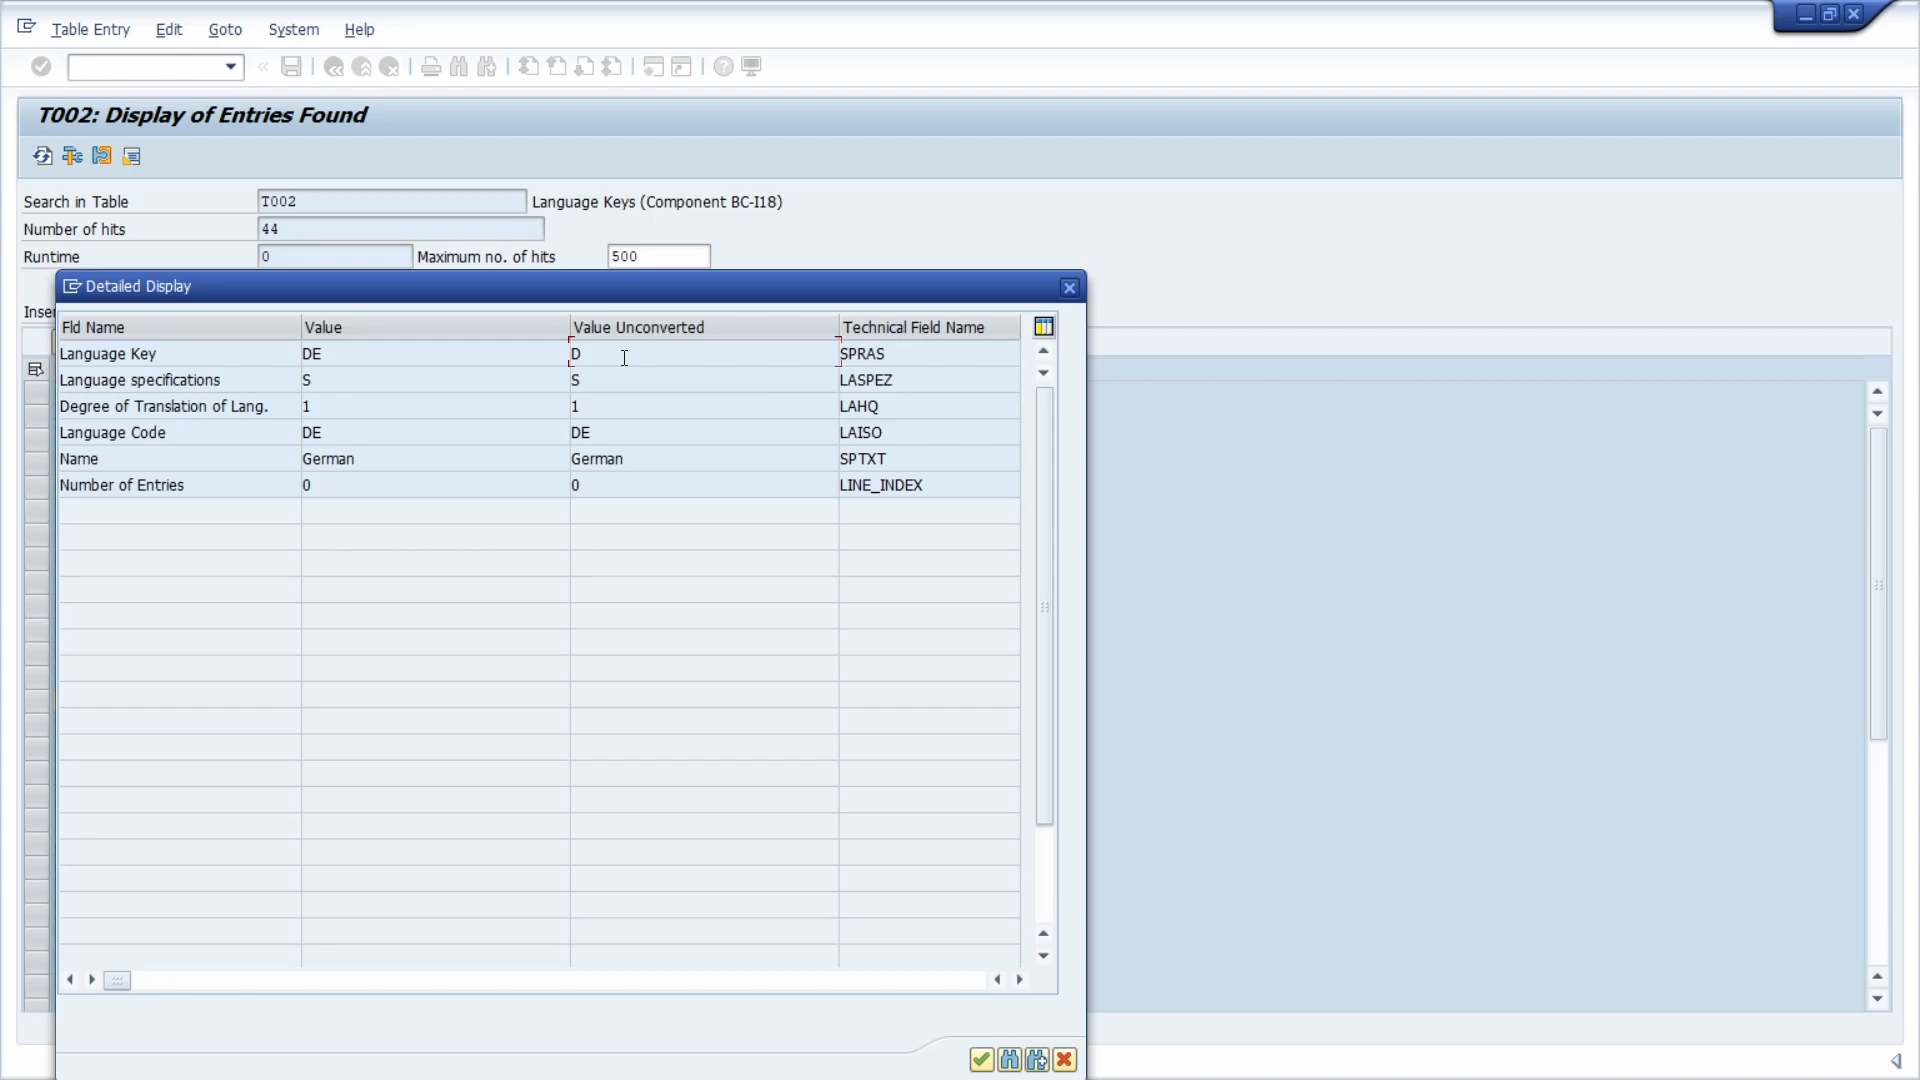 Table Entry Edit Goto System Help
T002: Display of Entries Found
Search in Table T002 Language Keys (Component BC-I18)
Number of hits 44
Runtime 0 Maximum no. of hits 500
Detailed Display
Inser
Fld Name Value Value Unconverted Technical Field Name
Language Key DE D SPRAS
Language specifications S S LASPEZ
Degree of Translation of Lang. 1 1 LAHQ
Language Code DE DE LAISO
Name German German SPTXT
Number of Entries 0 0 LINE_INDEX